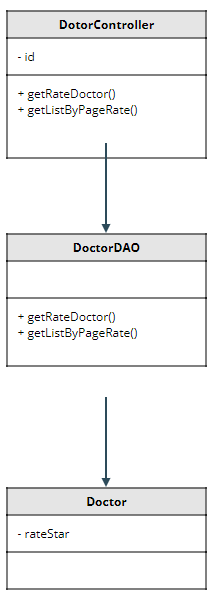 DotorController
- id
+ getRateDoctor()
+ getListByPageRate()
DoctorDAO
+ getRateDoctor()
+ getListByPageRate()
Doctor
- rateStar